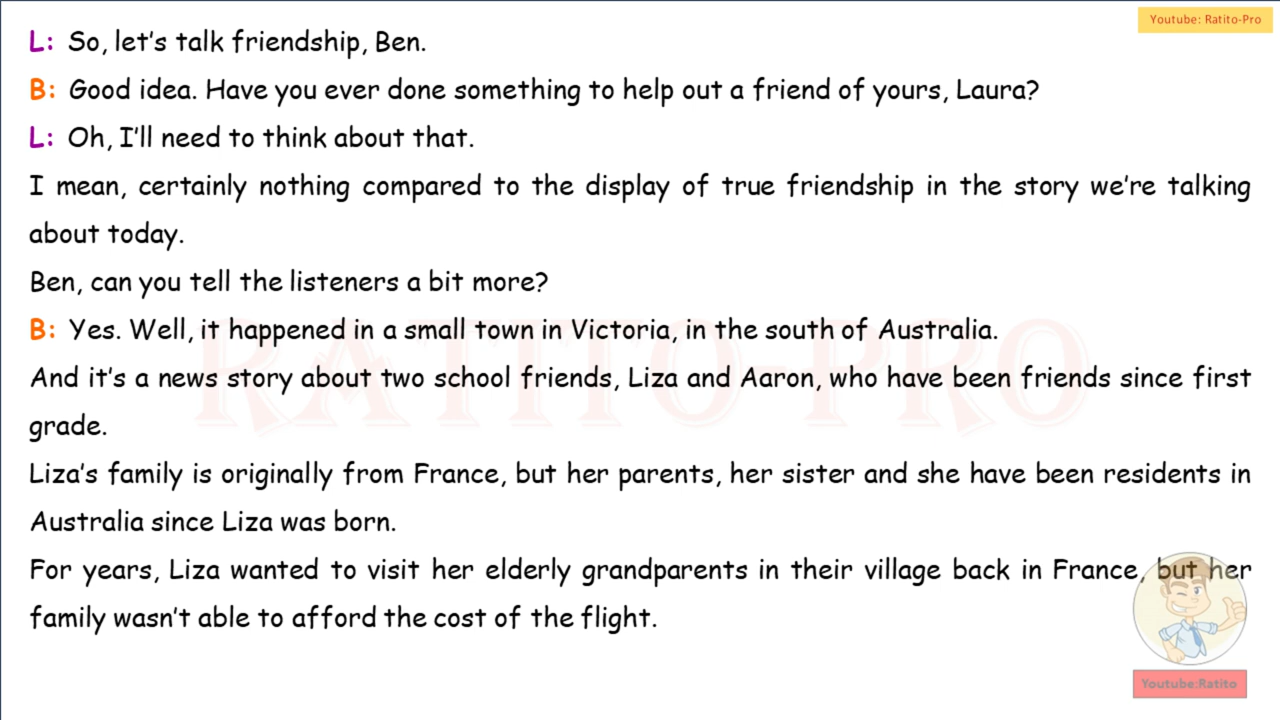 Youtube: Ratito-Pro
L: So, let's talk friendship, Ben.
B: Good idea. Have you ever done something to help out a friend of yours, Laura?
L: Oh, I'll need to think about that.
I mean, certainly nothing compared to the display of true friendship in the story we're talking
about today.
Ben, can you tell the listeners a bit more?
B: Yes. Well, it happened in a small town in Victoria, in the south of Australia.
And it's a news story about two school friends, Liza and Aaron, who have been friends since first
grade.
RATITO-PRO
Liza's family is originally from France, but her parents, her sister and she have been residents in
Australia since Liza was born.
For years, Liza wanted to visit her elderly grandparents in their village back in France, but her
family wasn't able to afford the cost of the flight.
Youtube:Ratito